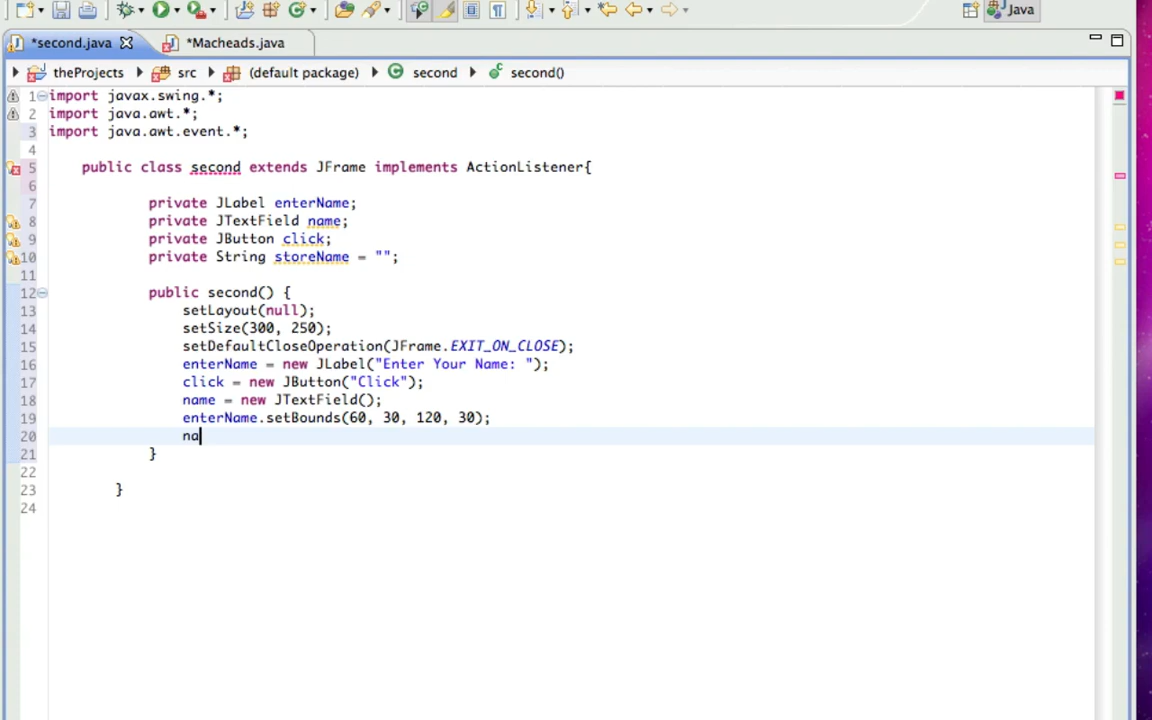 Java
*second.java
*Macheads.java
theProjects src (default package) second second()
1 import javax.swing.*;
2 import java.awt.*;
3 import java.awt.event.*;
4
5 public class second extends JFrame implements ActionListener{
6
7 private JLabel enterName;
8 private JTextField name;
9 private JButton click;
10 private String storeName = "";
11
12 public second() {
13 setLayout(null);
14 setSize(300, 250);
15 setDefaultCloseOperation(JFrame.EXIT_ON_CLOSE);
16 enterName = new JLabel("Enter Your Name: ");
17 click = new JButton("Click");
18 name = new JTextField();
19 enterName.setBounds(60, 30, 120, 30);
20 na
21 }
22
23 }
24